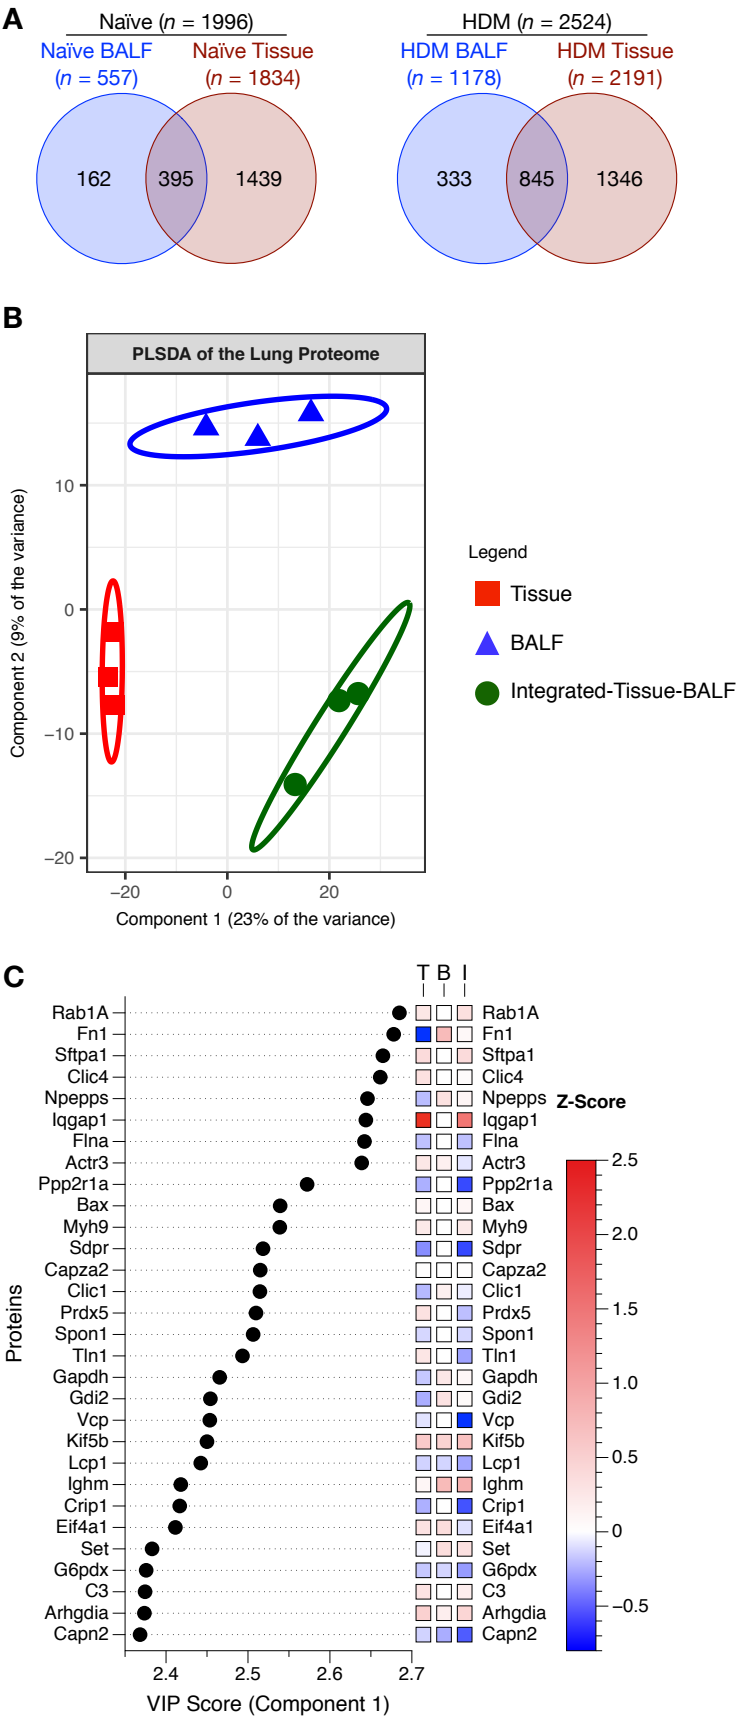 A
Naïve (n = 1996)
HDM (n = 2524)
Naïve BALF
(n = 557)
Naïve Tissue
(n = 1834)
HDM BALF
(n = 1178)
HDM Tissue
(n = 2191)
162 395 1439
333 845 1346
B
PLSDA of the Lung Proteome
Component 2 (9% of the variance)
10
0
−10
−20
−20 0 20
Component 1 (23% of the variance)
Legend
Tissue
BALF
Integrated-Tissue-BALF
C
T B I
Proteins
Rab1A Rab1A
Fn1 Fn1
Sftpa1 Sftpa1
Clic4 Clic4
Npepps Npepps
Iqgap1 Iqgap1
Flna Flna
Actr3 Actr3
Ppp2r1a Ppp2r1a
Bax Bax
Myh9 Myh9
Sdpr Sdpr
Capza2 Capza2
Clic1 Clic1
Prdx5 Prdx5
Spon1 Spon1
Tln1 Tln1
Gapdh Gapdh
Gdi2 Gdi2
Vcp Vcp
Kif5b Kif5b
Lcp1 Lcp1
Ighm Ighm
Crip1 Crip1
Eif4a1 Eif4a1
Set Set
G6pdx G6pdx
C3 C3
Arhgdia Arhgdia
Capn2 Capn2
2.4 2.5 2.6 2.7
VIP Score (Component 1)
Z-Score
2.5
2.0
1.5
1.0
0.5
0
−0.5